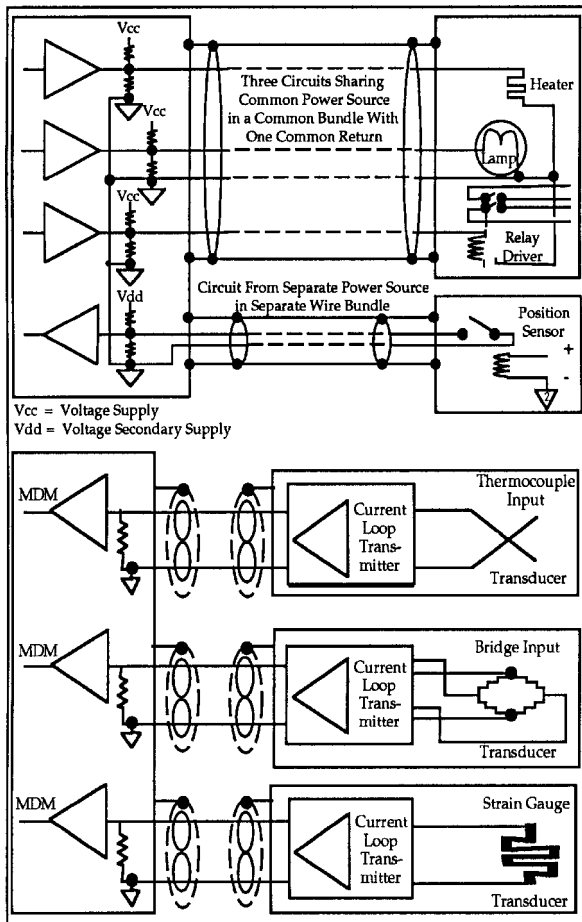 Vcc
Three Circuits Sharing
Common Power Source
in a Common Bundle With
One Common Return
Heater
Vcc
Lamp
Vcc
Relay
Driver
Circuit From Separate Power Source
in Separate Wire Bundle
Vdd
Position
Sensor
+
-
2
Vcc = Voltage Supply
Vdd = Voltage Secondary Supply
MDM
Current
Loop
Trans-
mitter
Thermocouple
Input
Transducer
MDM
Current
Loop
Trans-
mitter
Bridge Input
Transducer
MDM
Current
Loop
Trans-
mitter
Strain Gauge
Transducer